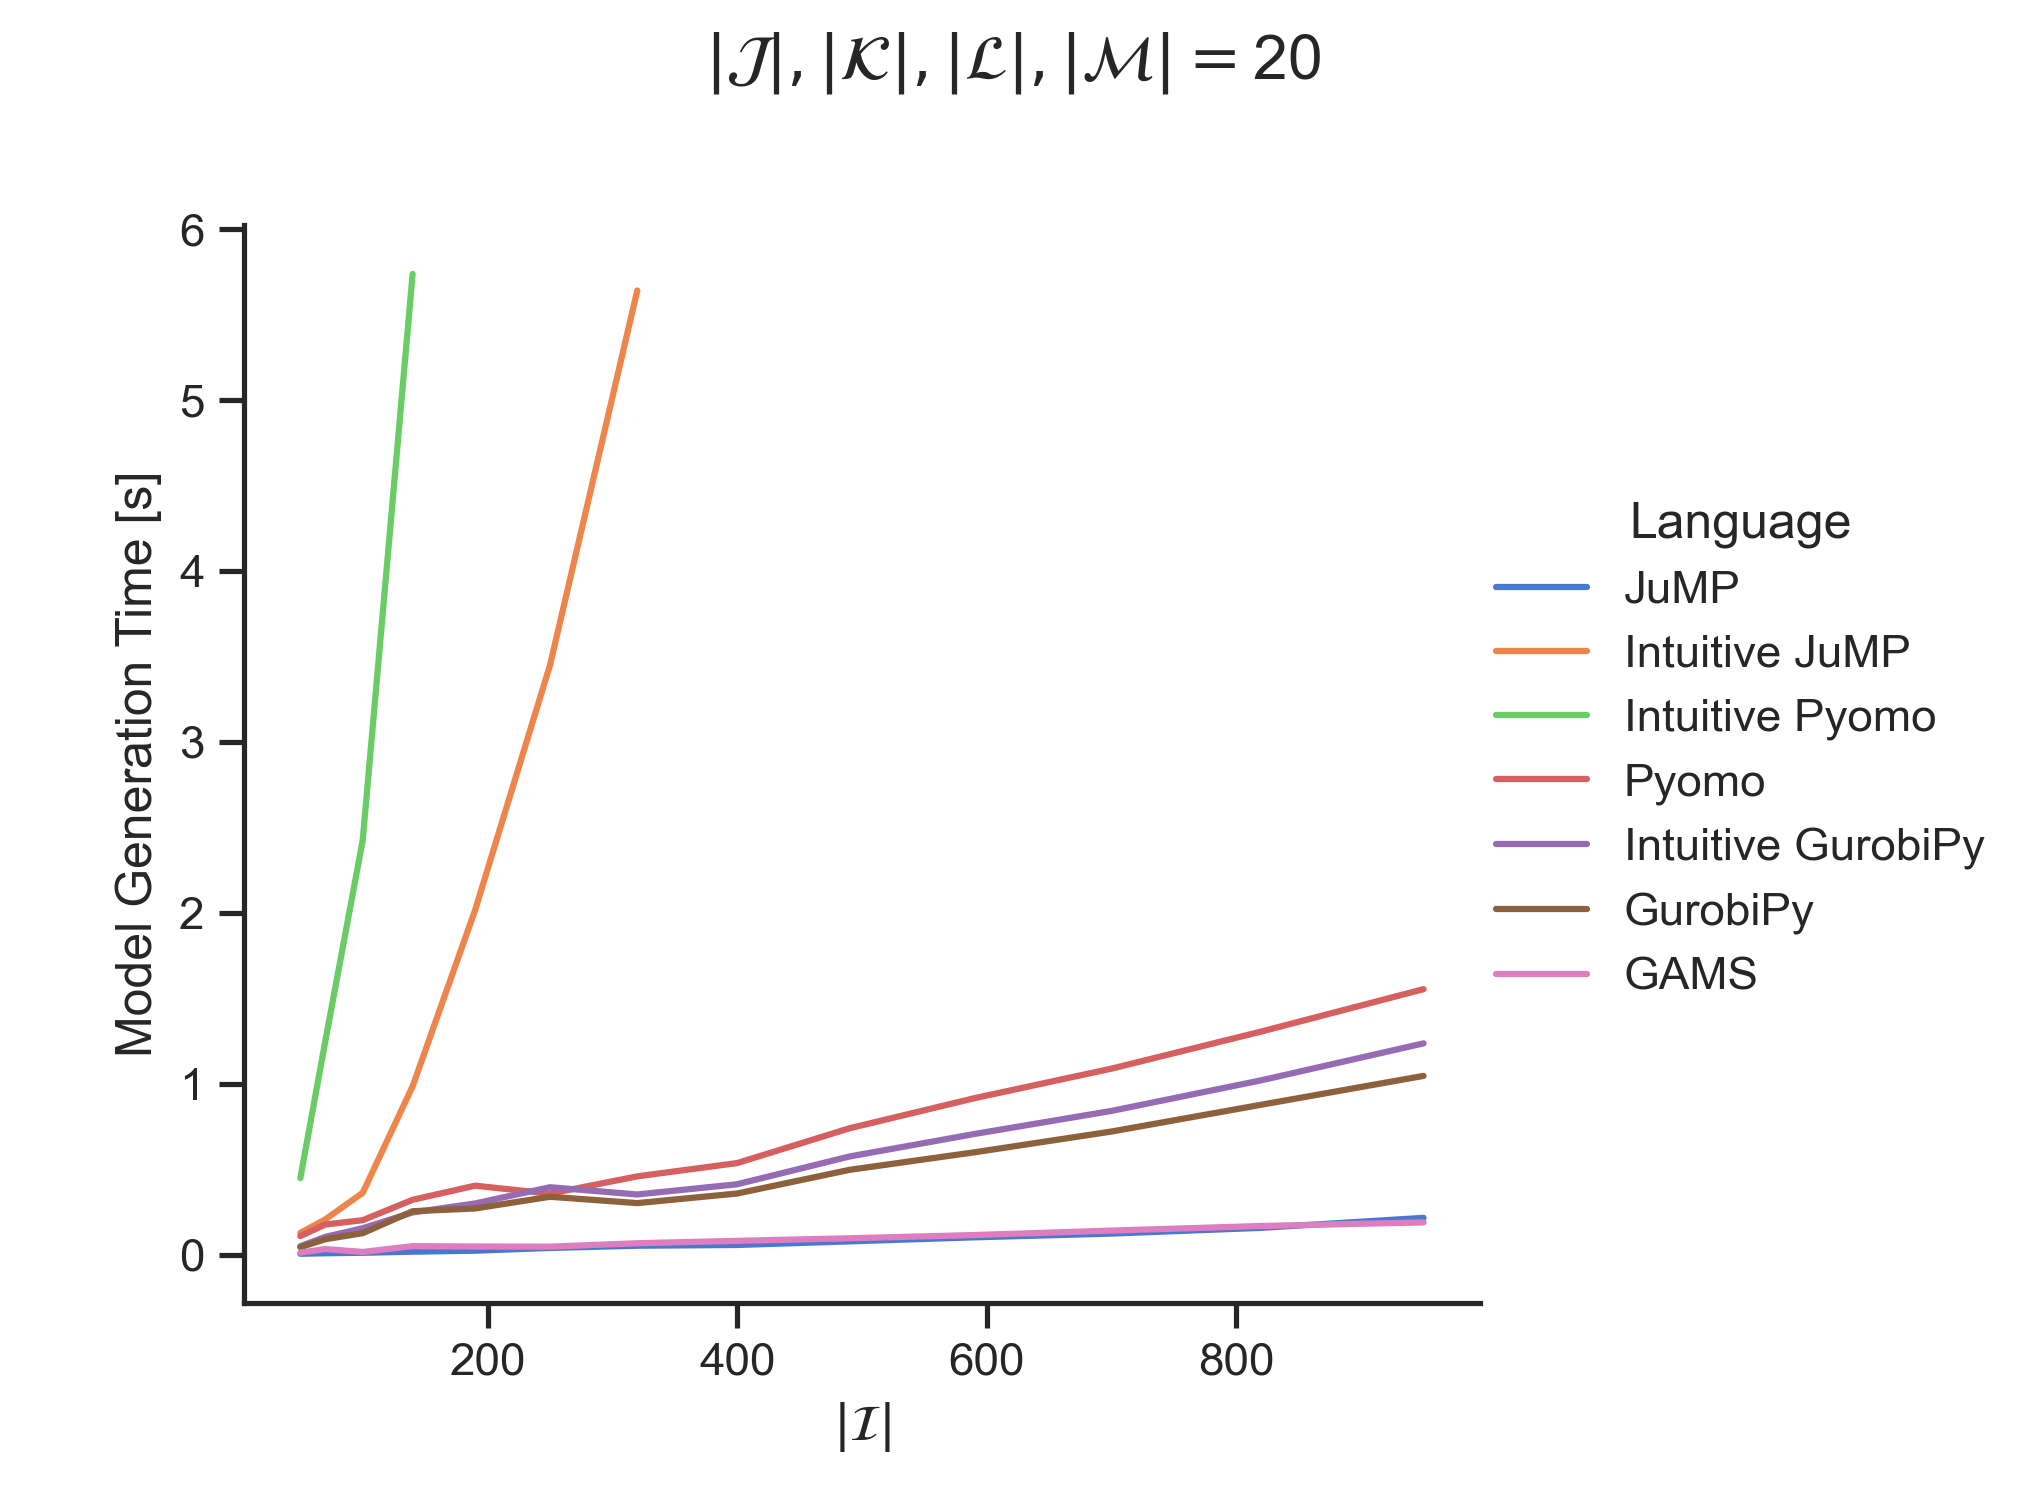 |𝒥|, |𝒦|, |ℒ|, |ℳ| = 20
6
5
4
3
2
1
0
Model Generation Time [s]
200 400 600 800
|ℐ|
Language
JuMP
Intuitive JuMP
Intuitive Pyomo
Pyomo
Intuitive GurobiPy
GurobiPy
GAMS